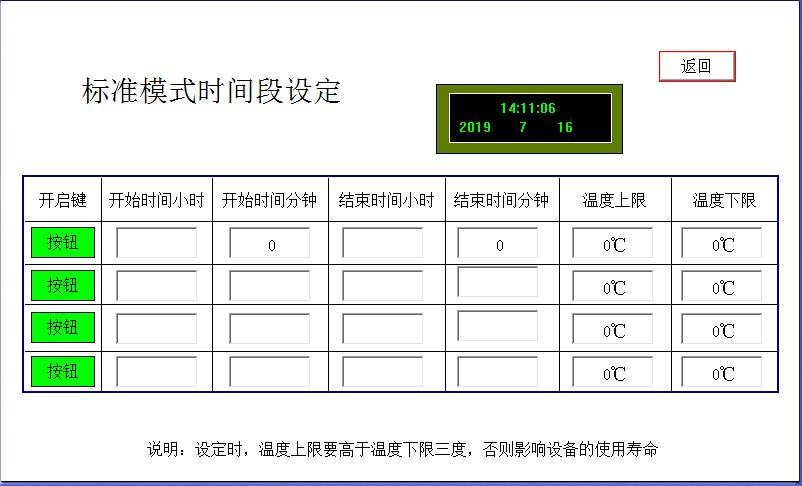 返回
标准模式时间段设定
14:11:06
2019 7 16
开启键 开始时间小时 开始时间分钟 结束时间小时 结束时间分钟 温度上限 温度下限
按钮 0 0 0℃ 0℃
按钮 0℃ 0℃
按钮 0℃ 0℃
按钮 0℃ 0℃
说明：设定时，温度上限要高于温度下限三度，否则影响设备的使用寿命